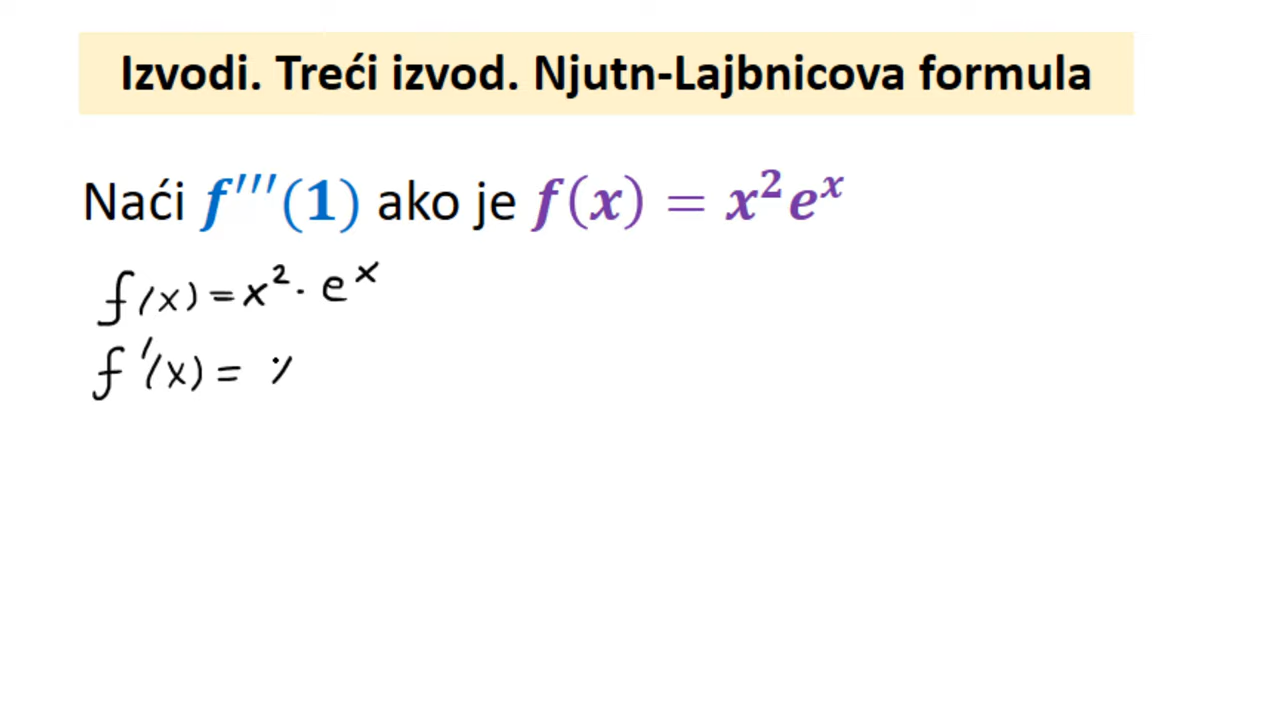 Izvodi. Treći izvod. Njutn-Lajbnicova formula
Naći f′′′(1) ako je f(x) = x²eˣ
f(x) = x² · eˣ
f′(x) =